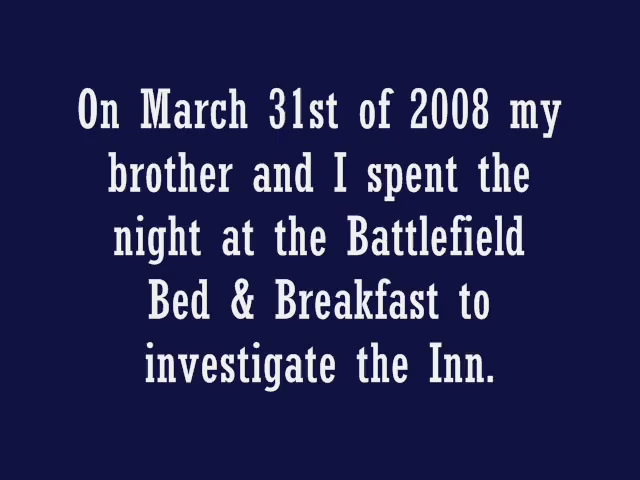 On March 31st of 2008 my
brother and I spent the
night at the Battlefield
Bed & Breakfast to
investigate the Inn.